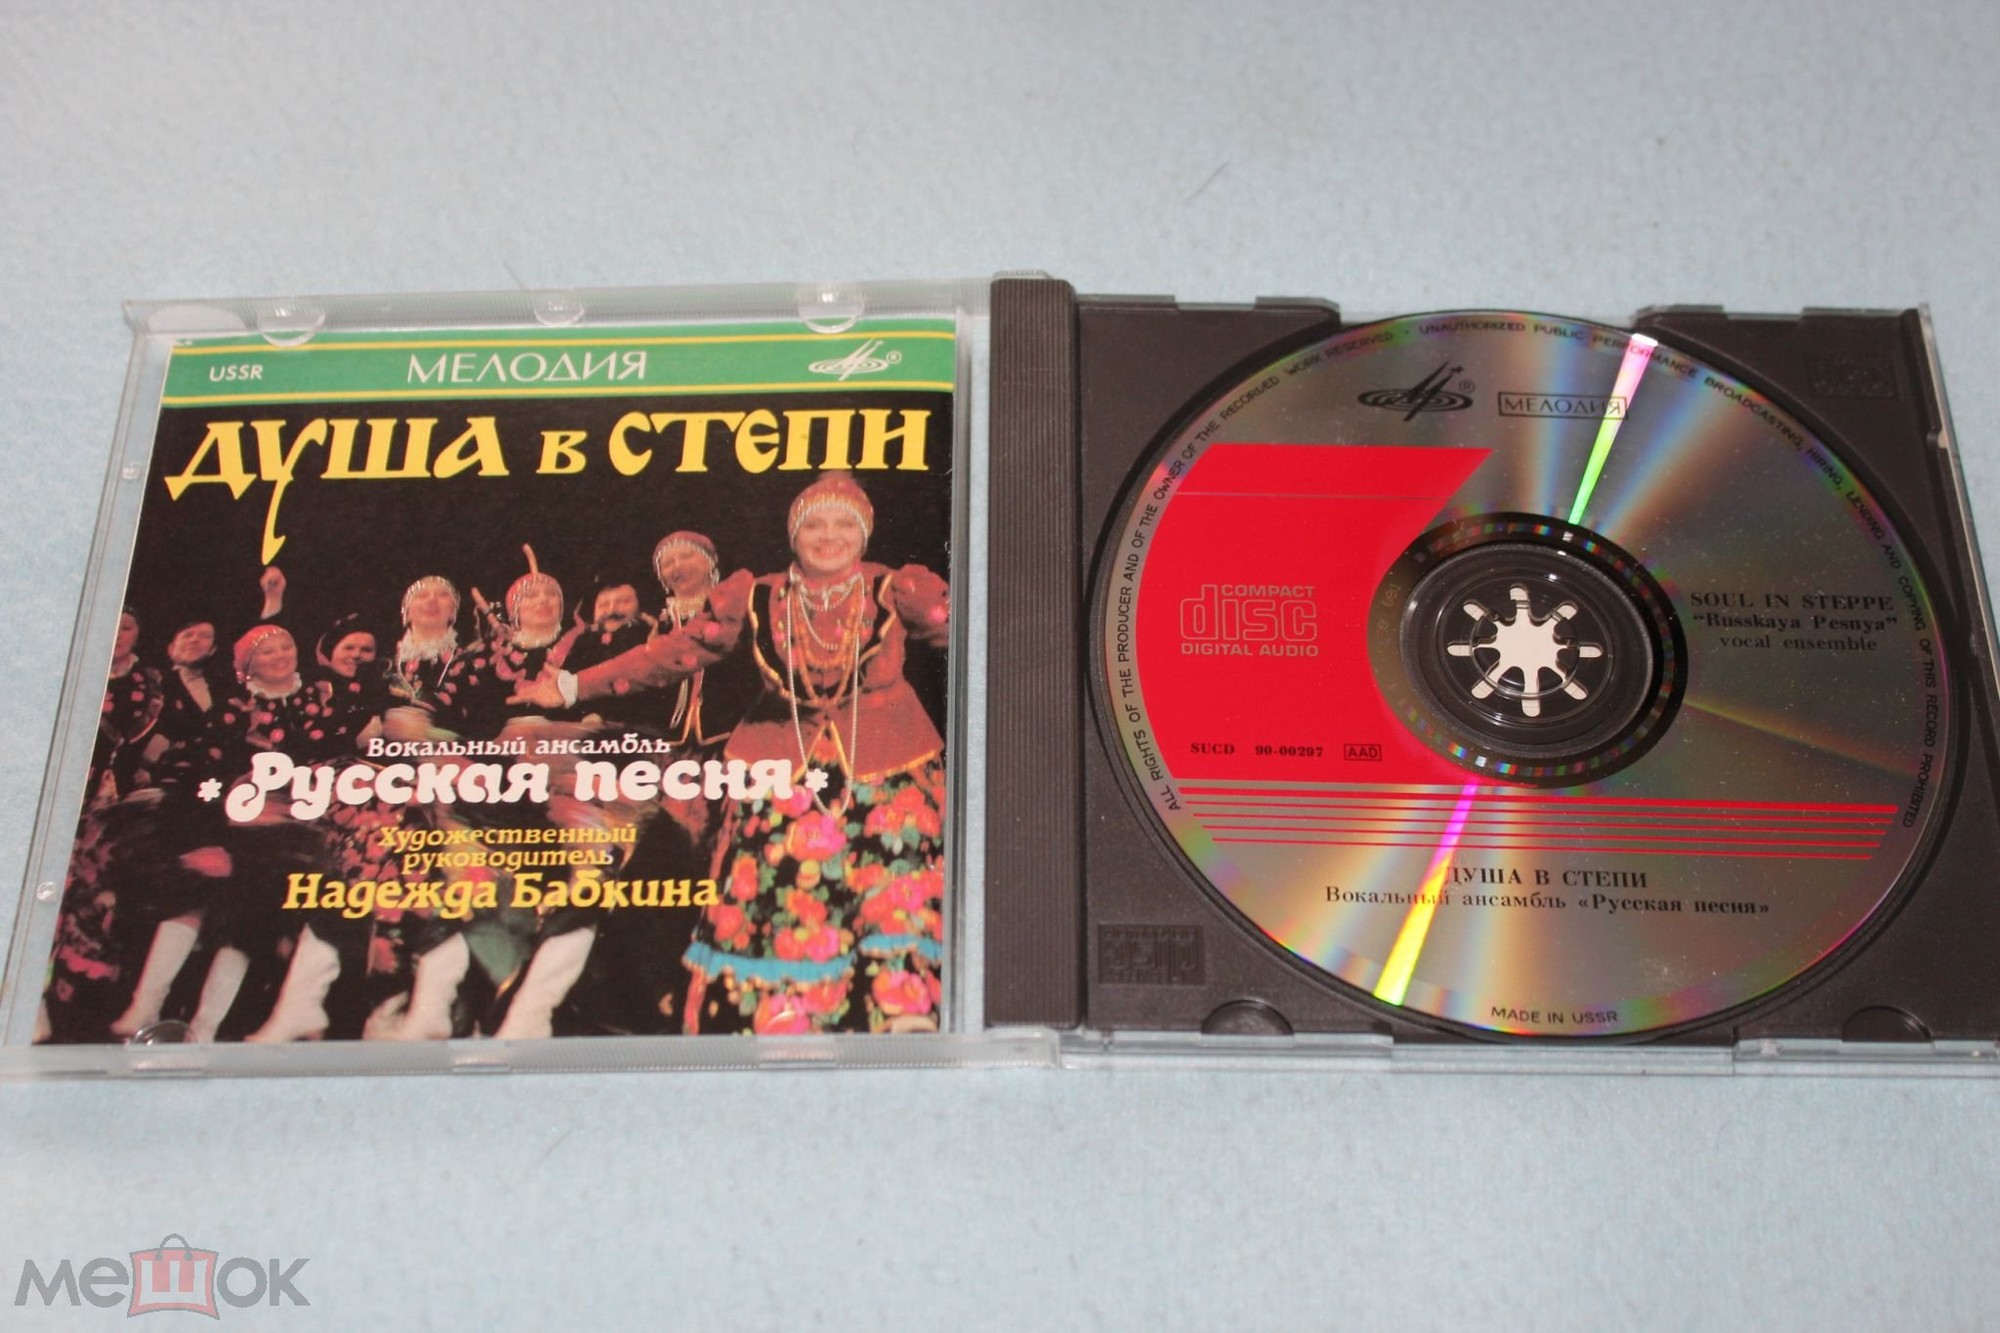 USSR
МЕЛОДИЯ
®
ДУША В СТЕПИ
Вокальный ансамбль
*Русская песня*
Художественный
руководитель
Надежда Бабкина
®
МЕЛОДИЯ
ALL RIGHTS OF THE PRODUCER AND OF THE OWNER OF THE RECORDED WORK RESERVED · UNAUTHORIZED PUBLIC PERFORMANCE BROADCASTING, HIRING, LENDING AND COPYING OF THIS RECORD PROHIBITED
COMPACT
disc
DIGITAL AUDIO
SOUL IN STEPPE
"Russkaya Pesnya"
vocal ensemble
SUCD 90-00297 AAD
ДУША В СТЕПИ
Вокальный ансамбль «Русская песня»
MADE IN USSR
мешок